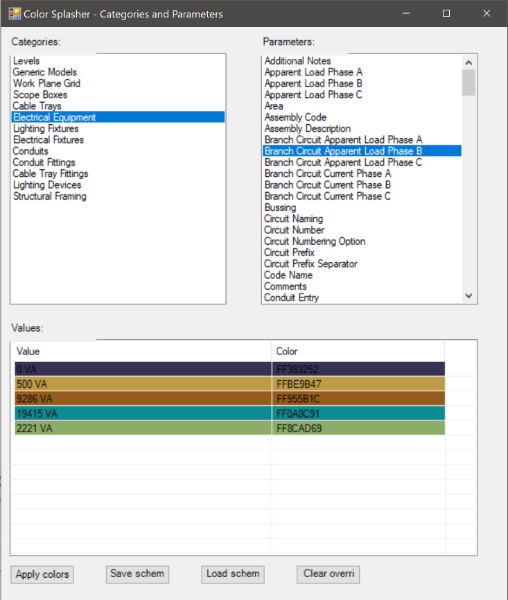 Color Splasher - Categories and Parameters
Categories:
Levels
Generic Models
Work Plane Grid
Scope Boxes
Cable Trays
Electrical Equipment
Lighting Fixtures
Electrical Fixtures
Conduits
Conduit Fittings
Cable Tray Fittings
Lighting Devices
Structural Framing
Parameters:
Additional Notes
Apparent Load Phase A
Apparent Load Phase B
Apparent Load Phase C
Area
Assembly Code
Assembly Description
Branch Circuit Apparent Load Phase A
Branch Circuit Apparent Load Phase B
Branch Circuit Apparent Load Phase C
Branch Circuit Current Phase A
Branch Circuit Current Phase B
Branch Circuit Current Phase C
Bussing
Circuit Naming
Circuit Number
Circuit Numbering Option
Circuit Prefix
Circuit Prefix Separator
Code Name
Comments
Conduit Entry
Values:
Value Color
0 VA FF383252
500 VA FFBE9B47
9286 VA FF955B1C
19415 VA FF0A8C91
2221 VA FF8CAD69
Apply colors Save schem Load schem Clear overri